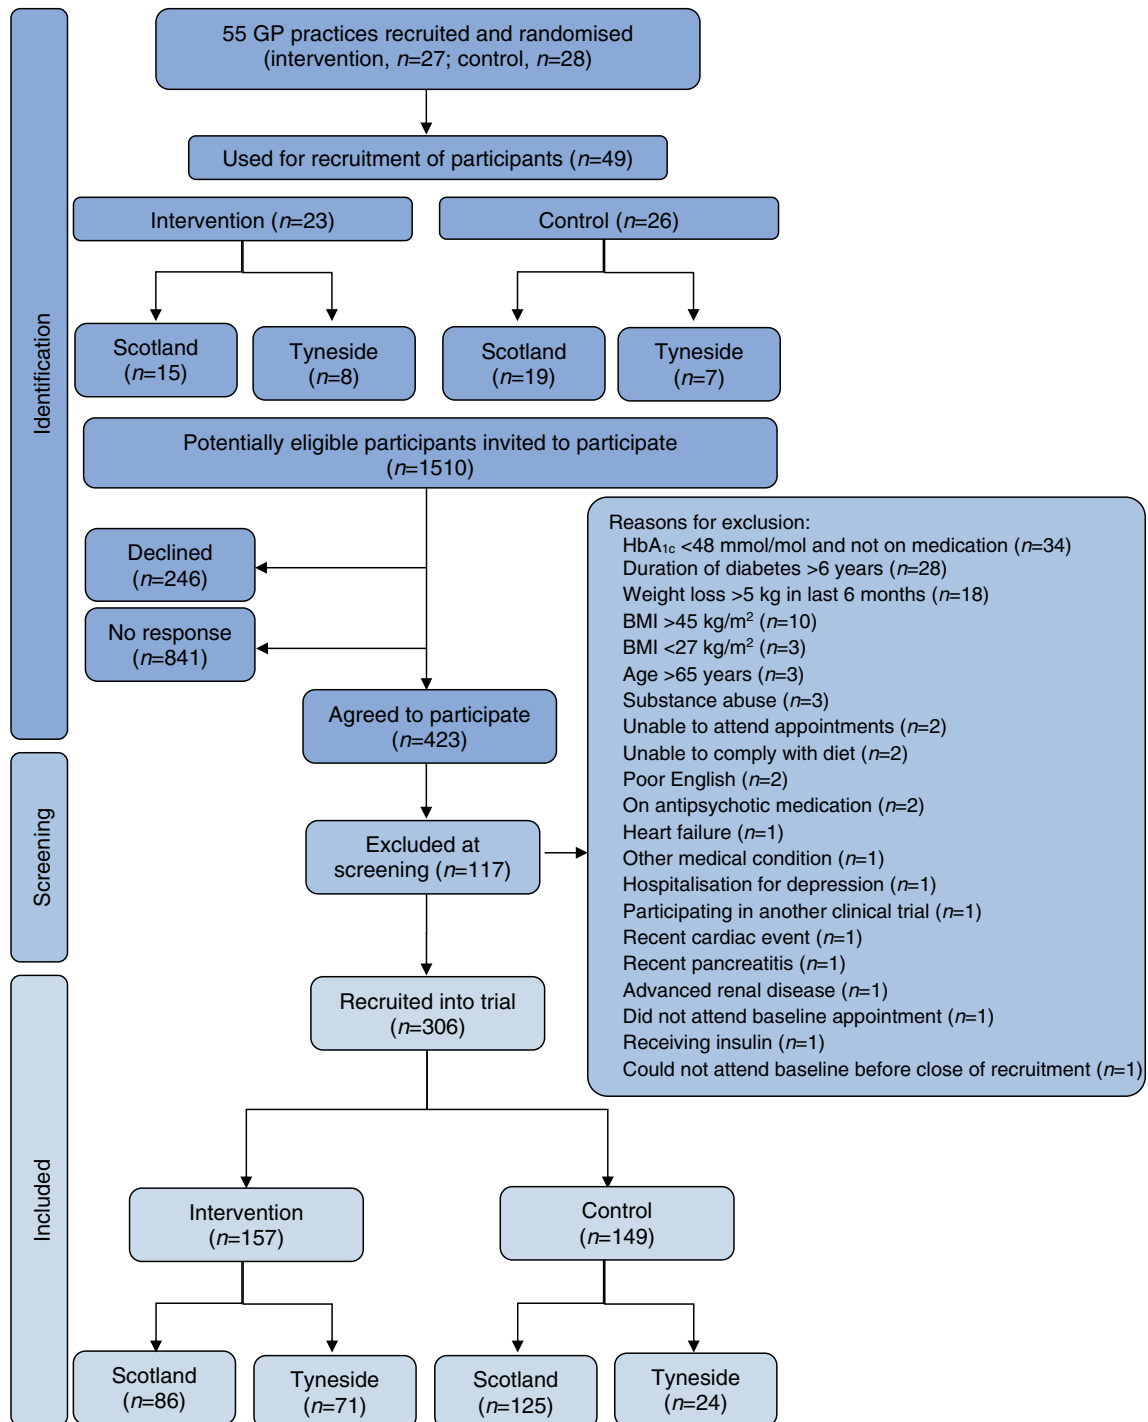 55 GP practices recruited and randomised
(intervention, n=27; control, n=28)
Used for recruitment of participants (n=49)
Intervention (n=23)
Control (n=26)
Scotland
(n=15)
Tyneside
(n=8)
Scotland
(n=19)
Tyneside
(n=7)
Identification
Potentially eligible participants invited to participate
(n=1510)
Declined
(n=246)
No response
(n=841)
Agreed to participate
(n=423)
Screening
Excluded at
screening (n=117)
Reasons for exclusion:
HbA1c <48 mmol/mol and not on medication (n=34)
Duration of diabetes >6 years (n=28)
Weight loss >5 kg in last 6 months (n=18)
BMI >45 kg/m² (n=10)
BMI <27 kg/m² (n=3)
Age >65 years (n=3)
Substance abuse (n=3)
Unable to attend appointments (n=2)
Unable to comply with diet (n=2)
Poor English (n=2)
On antipsychotic medication (n=2)
Heart failure (n=1)
Other medical condition (n=1)
Hospitalisation for depression (n=1)
Participating in another clinical trial (n=1)
Recent cardiac event (n=1)
Recent pancreatitis (n=1)
Advanced renal disease (n=1)
Did not attend baseline appointment (n=1)
Receiving insulin (n=1)
Could not attend baseline before close of recruitment (n=1)
Included
Recruited into trial
(n=306)
Intervention
(n=157)
Control
(n=149)
Scotland
(n=86)
Tyneside
(n=71)
Scotland
(n=125)
Tyneside
(n=24)